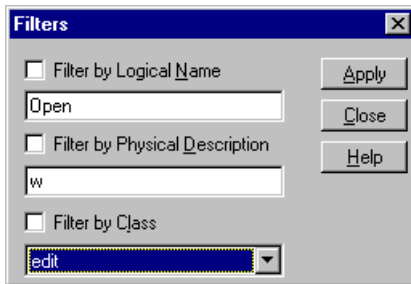 Filters
Filter by Logical Name
Apply
Open
Close
Filter by Physical Description
Help
w
Filter by Class
edit